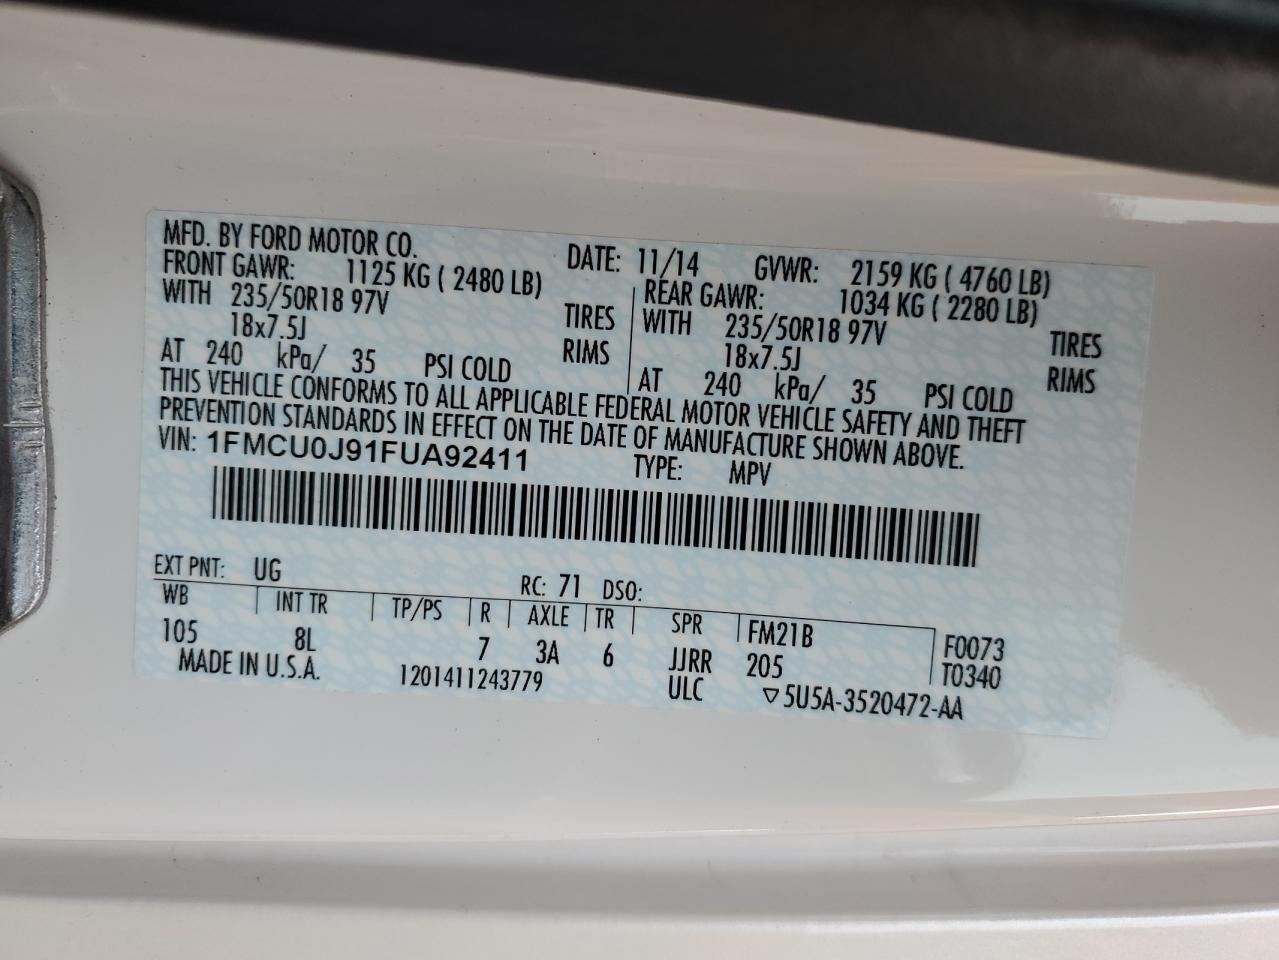 MFD. BY FORD MOTOR CO. DATE: 11/14 GVWR: 2159 KG ( 4760 LB)
FRONT GAWR: 1125 KG ( 2480 LB) REAR GAWR: 1034 KG ( 2280 LB)
WITH 235/50R18 97V TIRES WITH 235/50R18 97V TIRES
18x7.5J RIMS 18x7.5J RIMS
AT 240 kPa/ 35 PSI COLD AT 240 kPa/ 35 PSI COLD
THIS VEHICLE CONFORMS TO ALL APPLICABLE FEDERAL MOTOR VEHICLE SAFETY AND THEFT
PREVENTION STANDARDS IN EFFECT ON THE DATE OF MANUFACTURE SHOWN ABOVE.
VIN: 1FMCU0J91FUA92411 TYPE: MPV
EXT PNT: UG RC: 71 DSO:
WB INT TR TP/PS R AXLE TR SPR FM21B F0073
105 8L 7 3A 6 JJRR 205 T0340
MADE IN U.S.A. 1201411243779 ULC ▽5U5A-3520472-AA